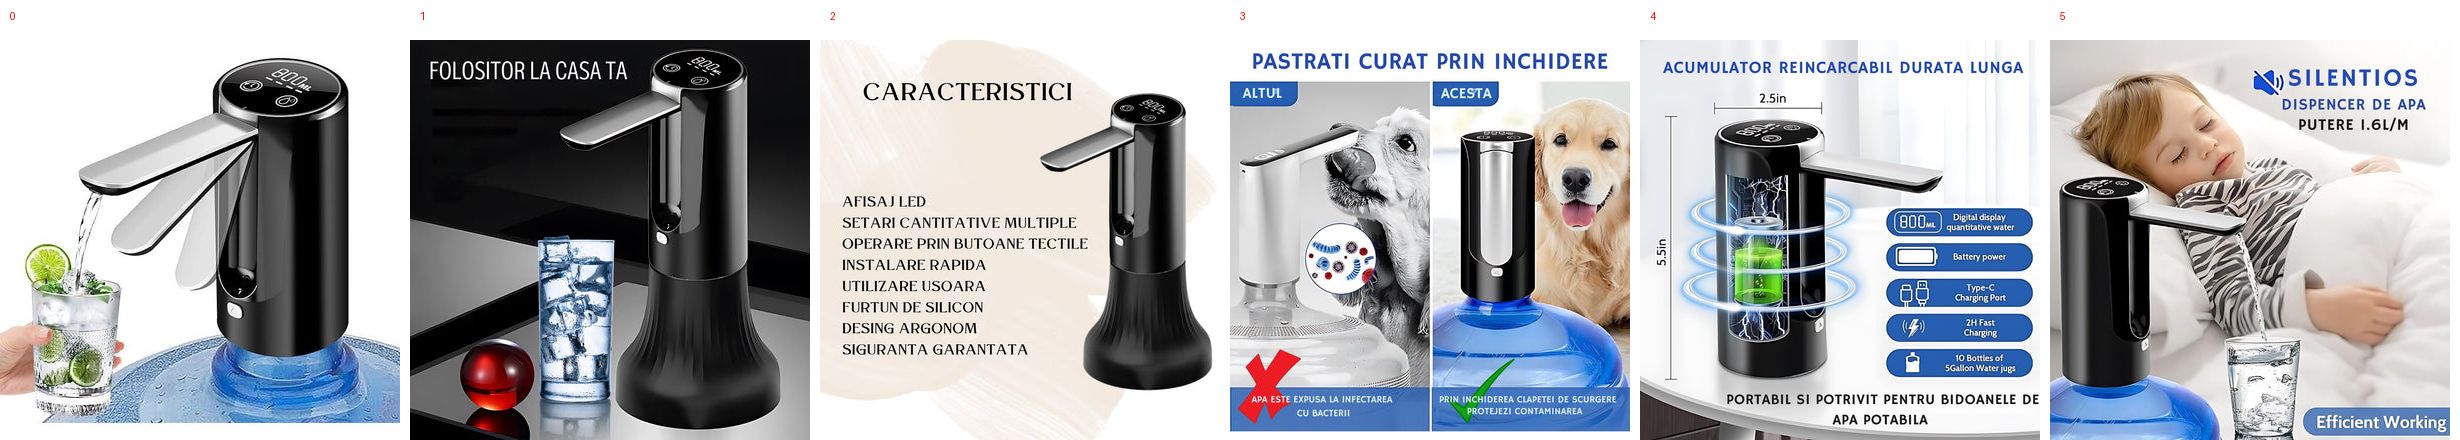 0
800ML
1
FOLOSITOR LA CASA TA
800ML
2
CARACTERISTICI
800
AFISAJ LED
SETARI CANTITATIVE MULTIPLE
OPERARE PRIN BUTOANE TECTILE
INSTALARE RAPIDA
UTILIZARE USOARA
FURTUN DE SILICON
DESING ARGONOM
SIGURANTA GARANTATA
3
PASTRATI CURAT PRIN INCHIDERE
ALTUL
ACESTA
APA ESTE EXPUSA LA INFECTAREA
CU BACTERII
PRIN INCHIDEREA CLAPETEI DE SCURGERE
PROTEJEZI CONTAMINAREA
4
ACUMULATOR REINCARCABIL DURATA LUNGA
2.5in
800
5.5in
800ML
Digital display
quantitative water
Battery power
Type-C
Charging Port
2H Fast
Charging
10 Bottles of
5Gallon Water jugs
PORTABIL SI POTRIVIT PENTRU BIDOANELE DE
APA POTABILA
5
SILENTIOS
DISPENCER DE APA
PUTERE 1.6L/M
800
Efficient Working